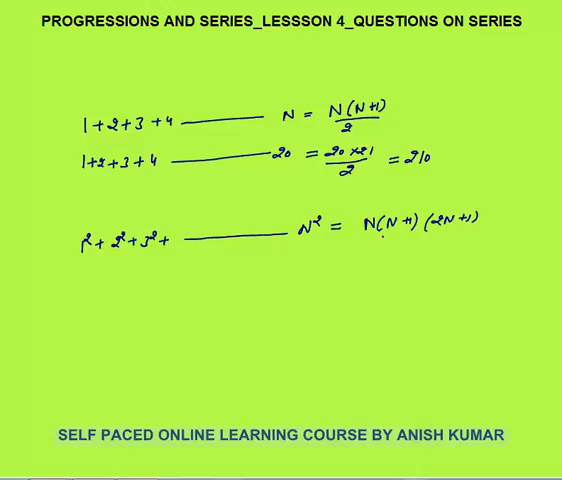 PROGRESSIONS AND SERIES_LESSSON 4_QUESTIONS ON SERIES
1+2+3+4 ——— N = N(N+1)/2
1+2+3+4 ——— 20 = 20×21/2 = 210
1²+2²+3²+ ——— N² = N(N+1)(2N+1)
SELF PACED ONLINE LEARNING COURSE BY ANISH KUMAR